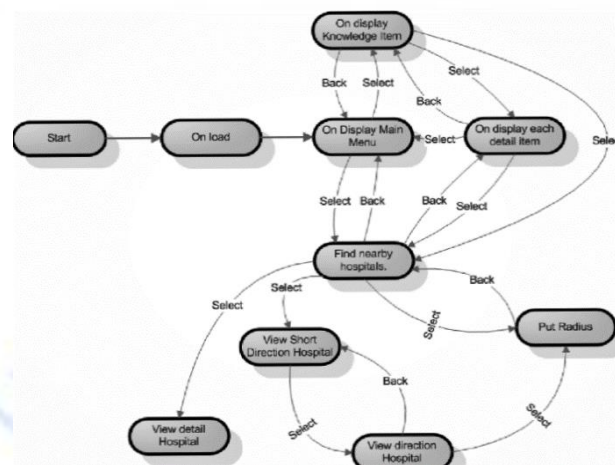 On display
Knowledge Item
Back
Select
Select
Back
Start
On load
On Display Main
Menu
Select
On display each
detail item
Select
Select
Back
Back
Select
Find nearby
hospitals.
Select
Select
Back
Select
Put Radius
View Short
Direction Hospital
Back
Select
Select
View detail
Hospital
View direction
Hospital